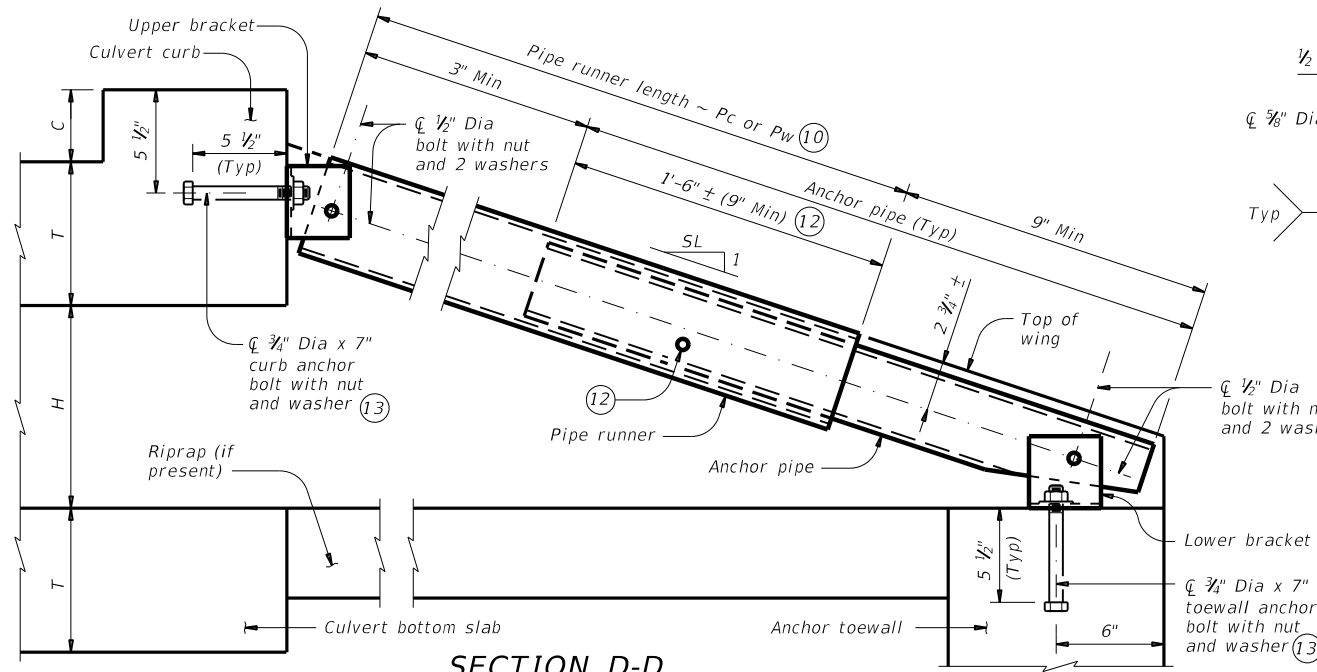 Upper bracket
Culvert curb
C
5 ½"
5 ½"
(Typ)
T
H
T
3" Min
Pipe runner length ~ Pc or Pw 10
℄ ½" Dia
bolt with nut
and 2 washers
Anchor pipe (Typ)
1'-6" ± (9" Min) 12
9" Min
SL
1
2 ¾" ±
Top of
wing
½
℄ ⅝" Dia
Typ
℄ ¾" Dia x 7"
curb anchor
bolt with nut
and washer 13
12
Pipe runner
Anchor pipe
℄ ½" Dia
bolt with n
and 2 wash
Riprap (if
present)
5 ½"
(Typ)
Lower bracket
℄ ¾" Dia x 7"
toewall anchor
bolt with nut
and washer 13
6"
Culvert bottom slab
Anchor toewall
SECTION D-D